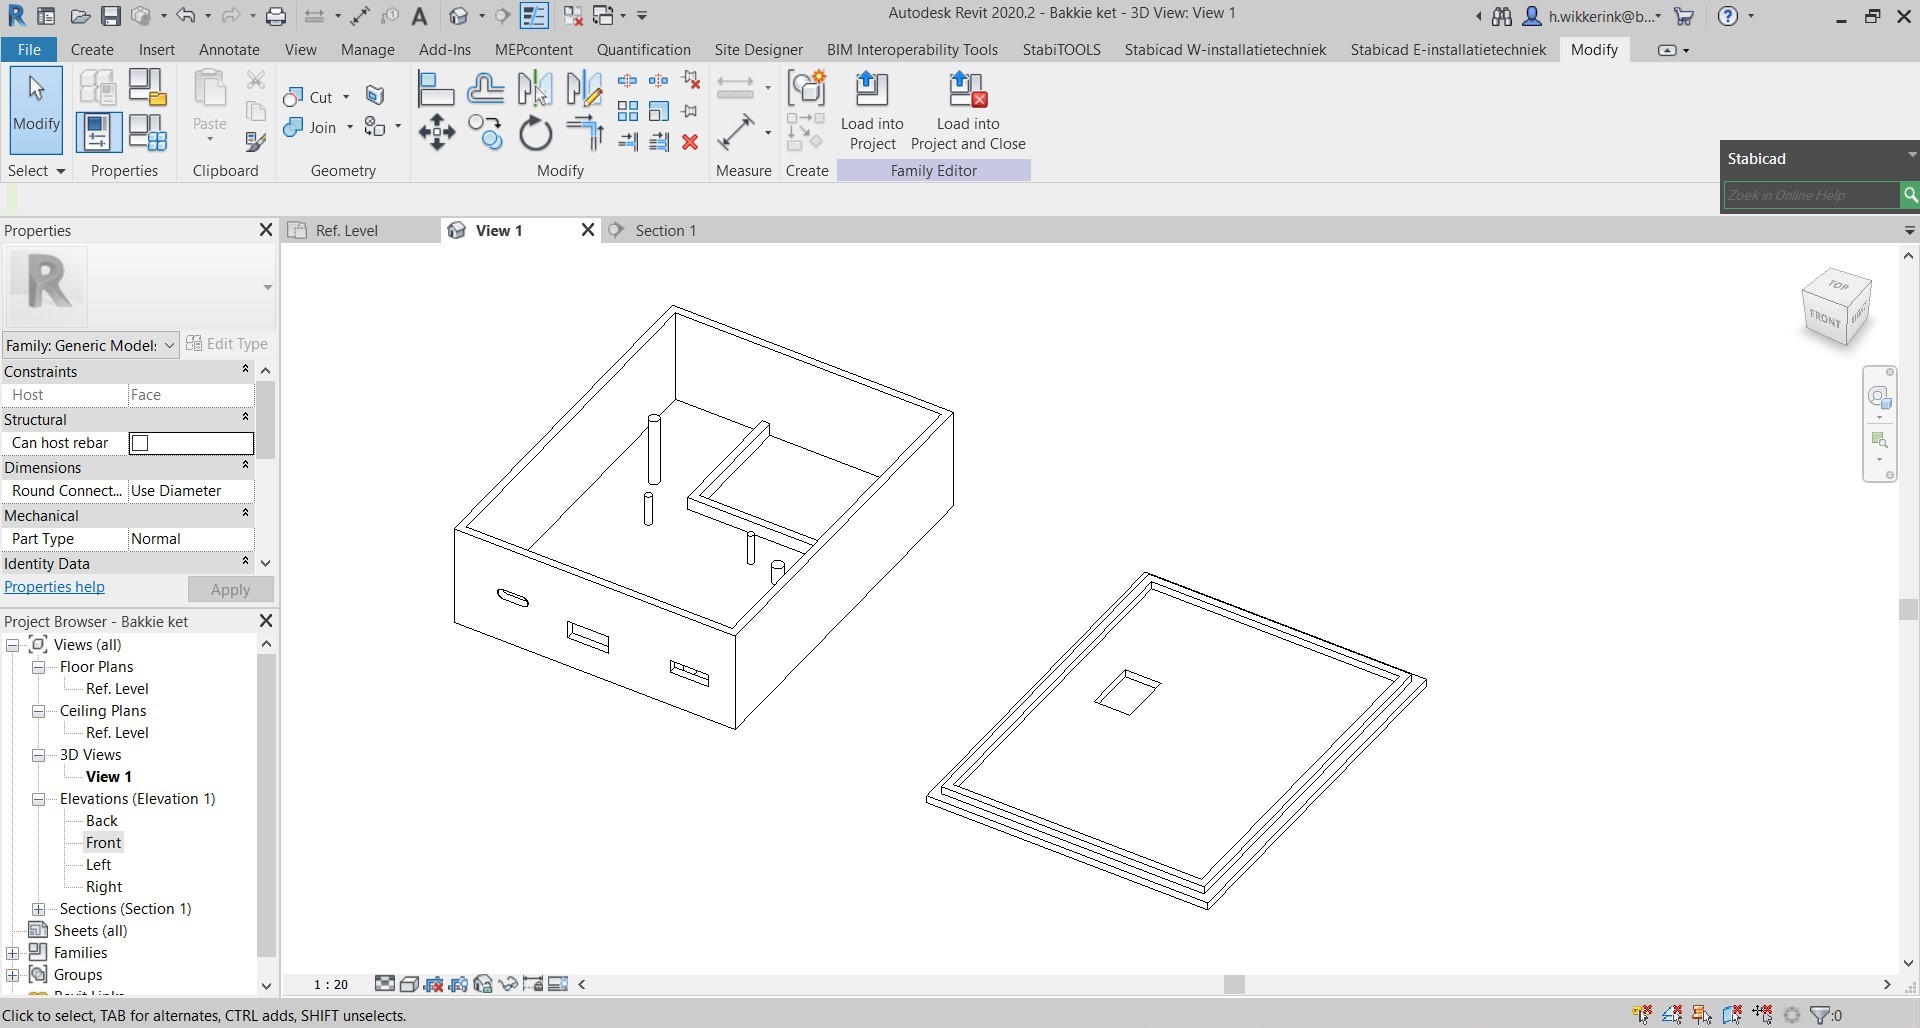 Autodesk Revit 2020.2 - Bakkie ket - 3D View: View 1
h.wikkerink@b...
File Create Insert Annotate View Manage Add-Ins MEPcontent Quantification Site Designer BIM Interoperability Tools StabiTOOLS Stabicad W-installatietechniek Stabicad E-installatietechniek Modify
Modify
Paste
Cut
Join
Load into
Project
Load into
Project and Close
Select Properties Clipboard Geometry Modify Measure Create Family Editor
Stabicad
Zoek in Online Help
Properties
Ref. Level View 1 Section 1
R
Family: Generic Models Edit Type
Constraints
Host Face
Structural
Can host rebar
Dimensions
Round Connect... Use Diameter
Mechanical
Part Type Normal
Identity Data
Properties help Apply
TOP
FRONT
Project Browser - Bakkie ket
Views (all)
Floor Plans
Ref. Level
Ceiling Plans
Ref. Level
3D Views
View 1
Elevations (Elevation 1)
Back
Front
Left
Right
Sections (Section 1)
Sheets (all)
Families
Groups
1 : 20
Click to select, TAB for alternates, CTRL adds, SHIFT unselects.
:0